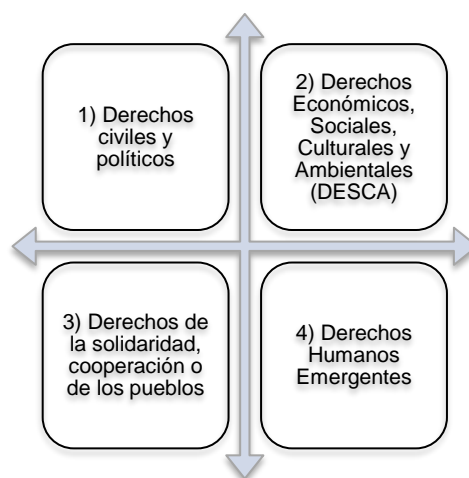 1) Derechos
civiles y
políticos
2) Derechos
Económicos,
Sociales,
Culturales y
Ambientales
(DESCA)
3) Derechos de
la solidaridad,
cooperación o
de los pueblos
4) Derechos
Humanos
Emergentes